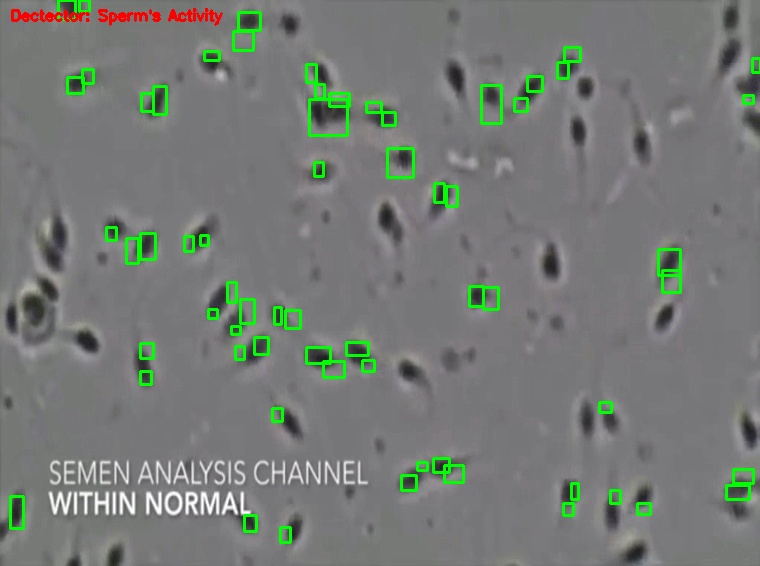 Dectector: Sperm's Activity
SEMEN ANALYSIS CHANNEL
WITHIN NORMAL